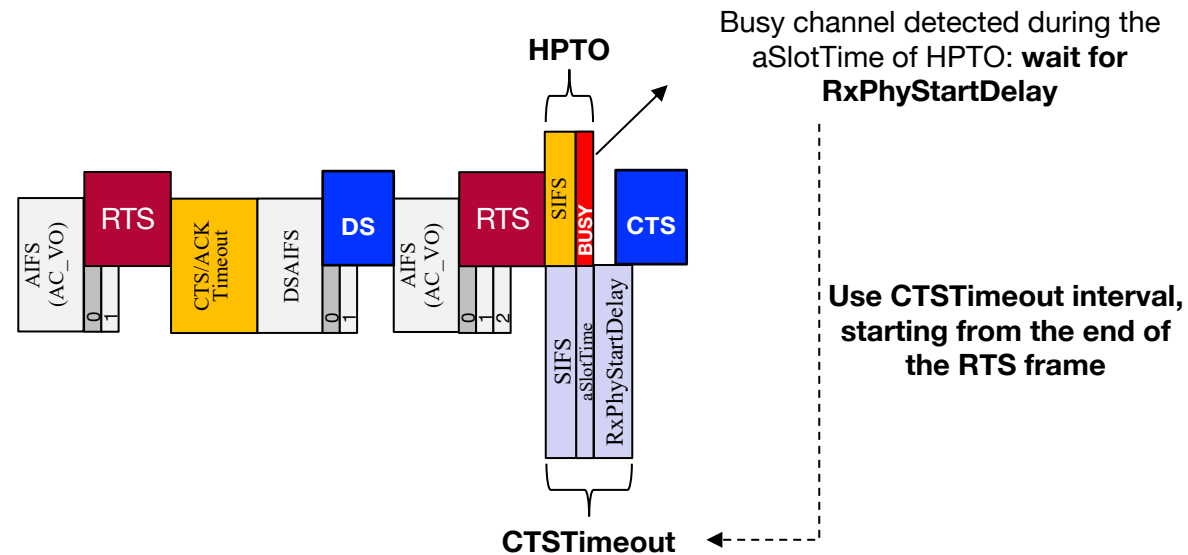 Busy channel detected during the
aSlotTime of HPTO: wait for
RxPhyStartDelay
HPTO
AIFS
(AC_VO)
RTS
0
1
CTS/ACK
Timeout
DSAIFS
DS
0
1
AIFS
(AC_VO)
RTS
0
1
2
SIFS
BUSY
CTS
SIFS
aSlotTime
RxPhyStartDelay
Use CTSTimeout interval,
starting from the end of
the RTS frame
CTSTimeout